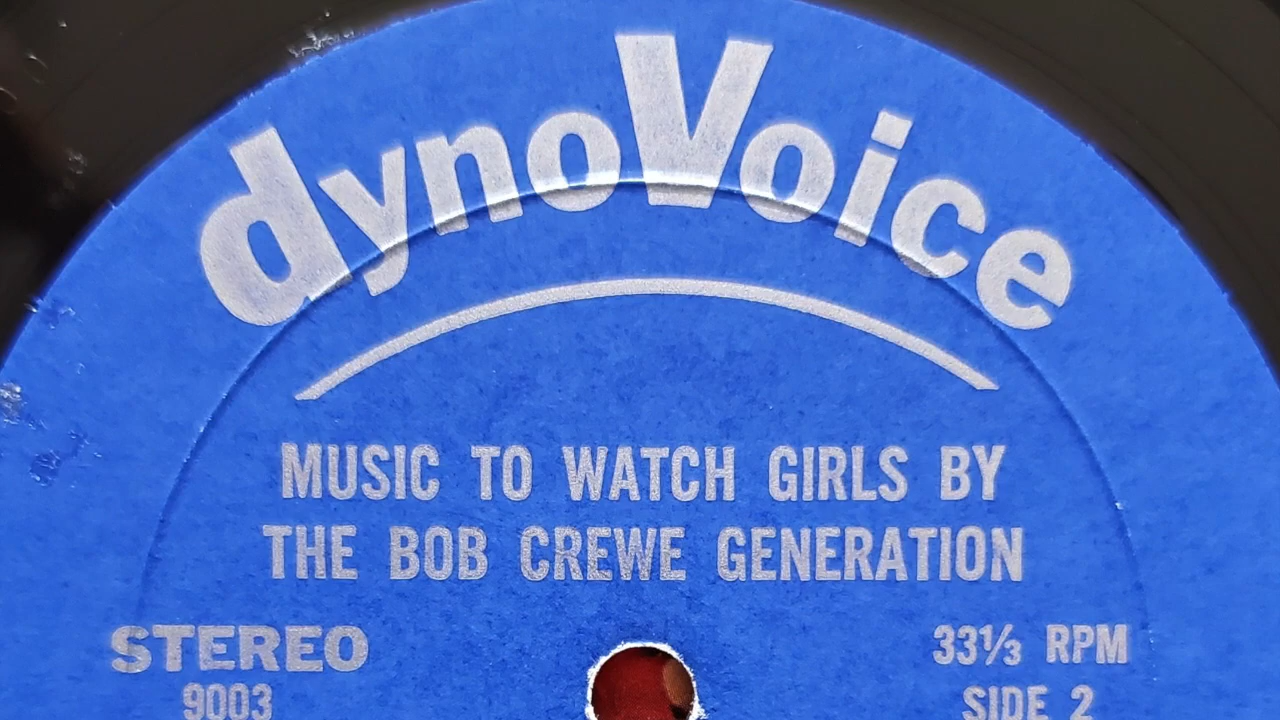 dynoVoice
MUSIC TO WATCH GIRLS BY
THE BOB CREWE GENERATION
STEREO
33⅓ RPM
9003
SIDE 2